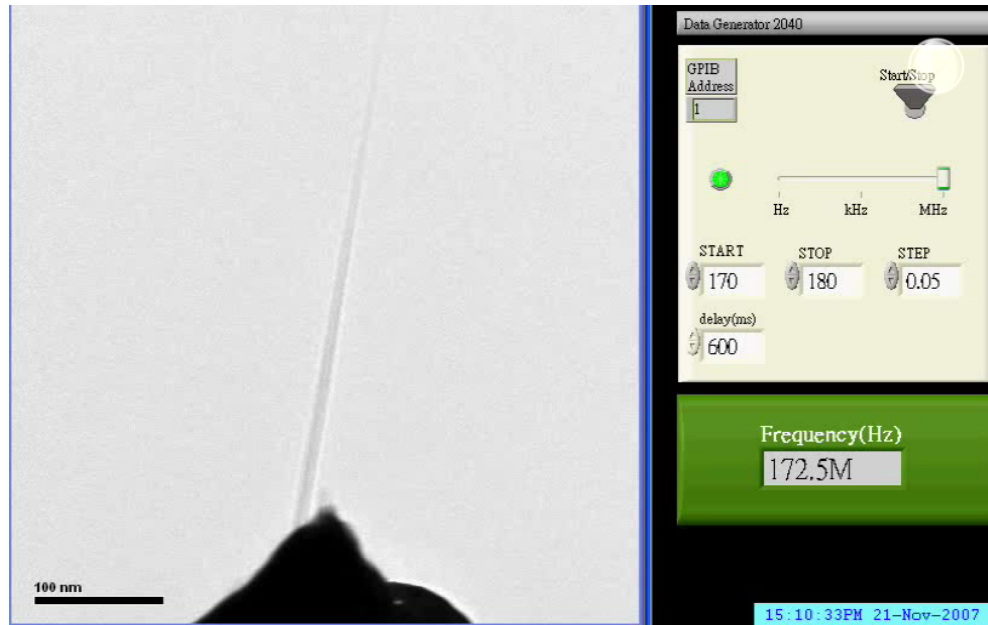 Data Generator 2040
GPIB
Address
1
Start/Stop
Hz kHz MHz
START STOP STEP
170 180 0.05
delay(ms)
600
Frequency(Hz)
172.5M
100 nm
15:10:33PM 21-Nov-2007